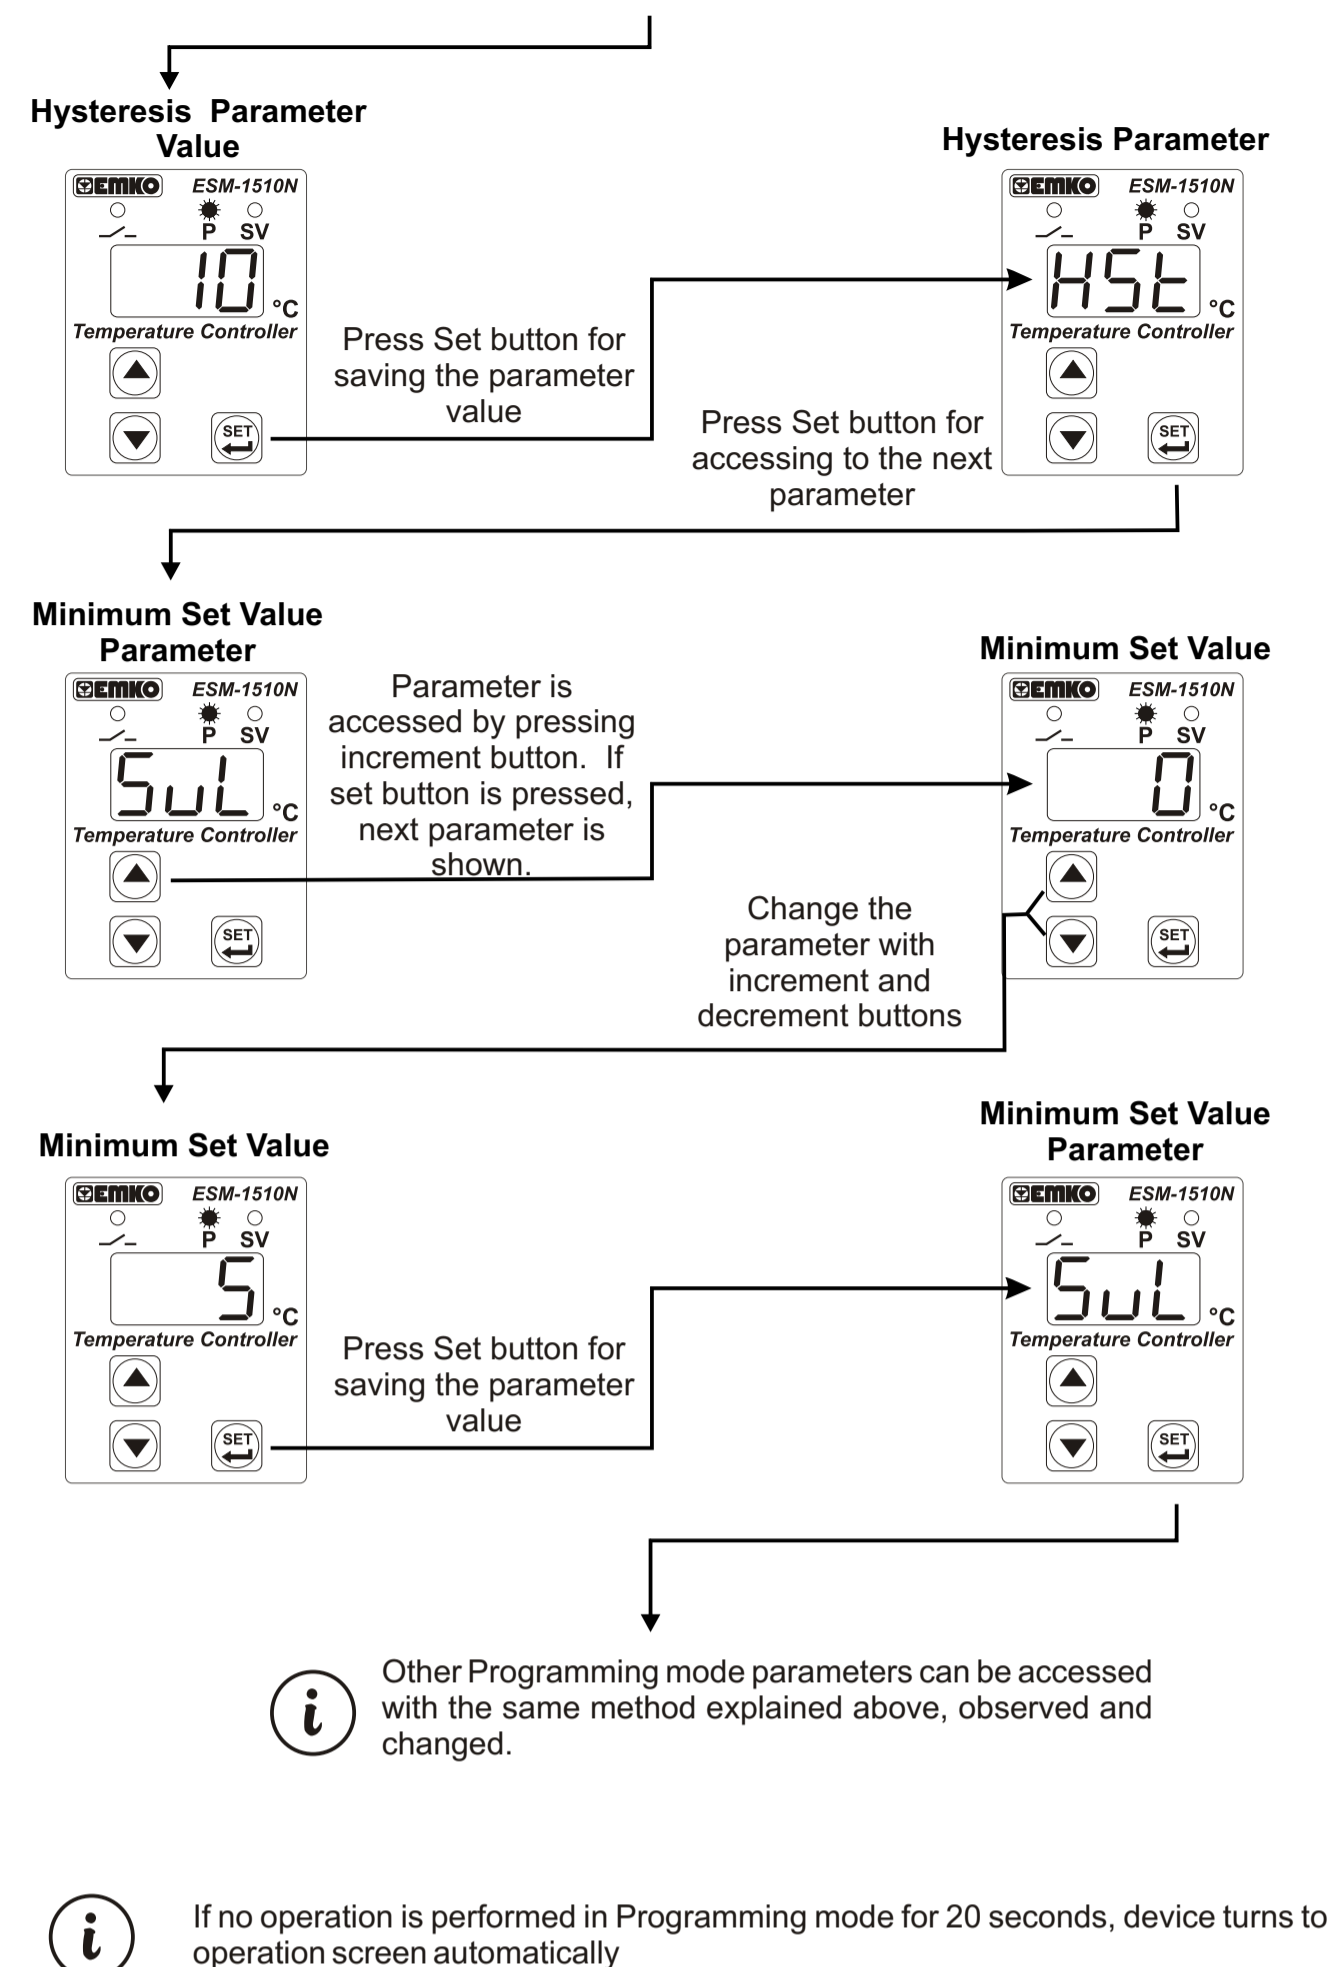 Hysteresis Parameter
Value
EMKO ESM-1510N
P SV
10
°C
Temperature Controller
SET
Press Set button for
saving the parameter
value
Hysteresis Parameter
EMKO ESM-1510N
P SV
HSt
°C
Temperature Controller
SET
Press Set button for
accessing to the next
parameter
Minimum Set Value
Parameter
EMKO ESM-1510N
P SV
SuL
°C
Temperature Controller
SET
Parameter is
accessed by pressing
increment button. If
set button is pressed,
next parameter is
shown.
Minimum Set Value
EMKO ESM-1510N
P SV
0
°C
Temperature Controller
SET
Change the
parameter with
increment and
decrement buttons
Minimum Set Value
EMKO ESM-1510N
P SV
5
°C
Temperature Controller
SET
Press Set button for
saving the parameter
value
Minimum Set Value
Parameter
EMKO ESM-1510N
P SV
SuL
°C
Temperature Controller
SET
i
Other Programming mode parameters can be accessed
with the same method explained above, observed and
changed.
i
If no operation is performed in Programming mode for 20 seconds, device turns to
operation screen automatically